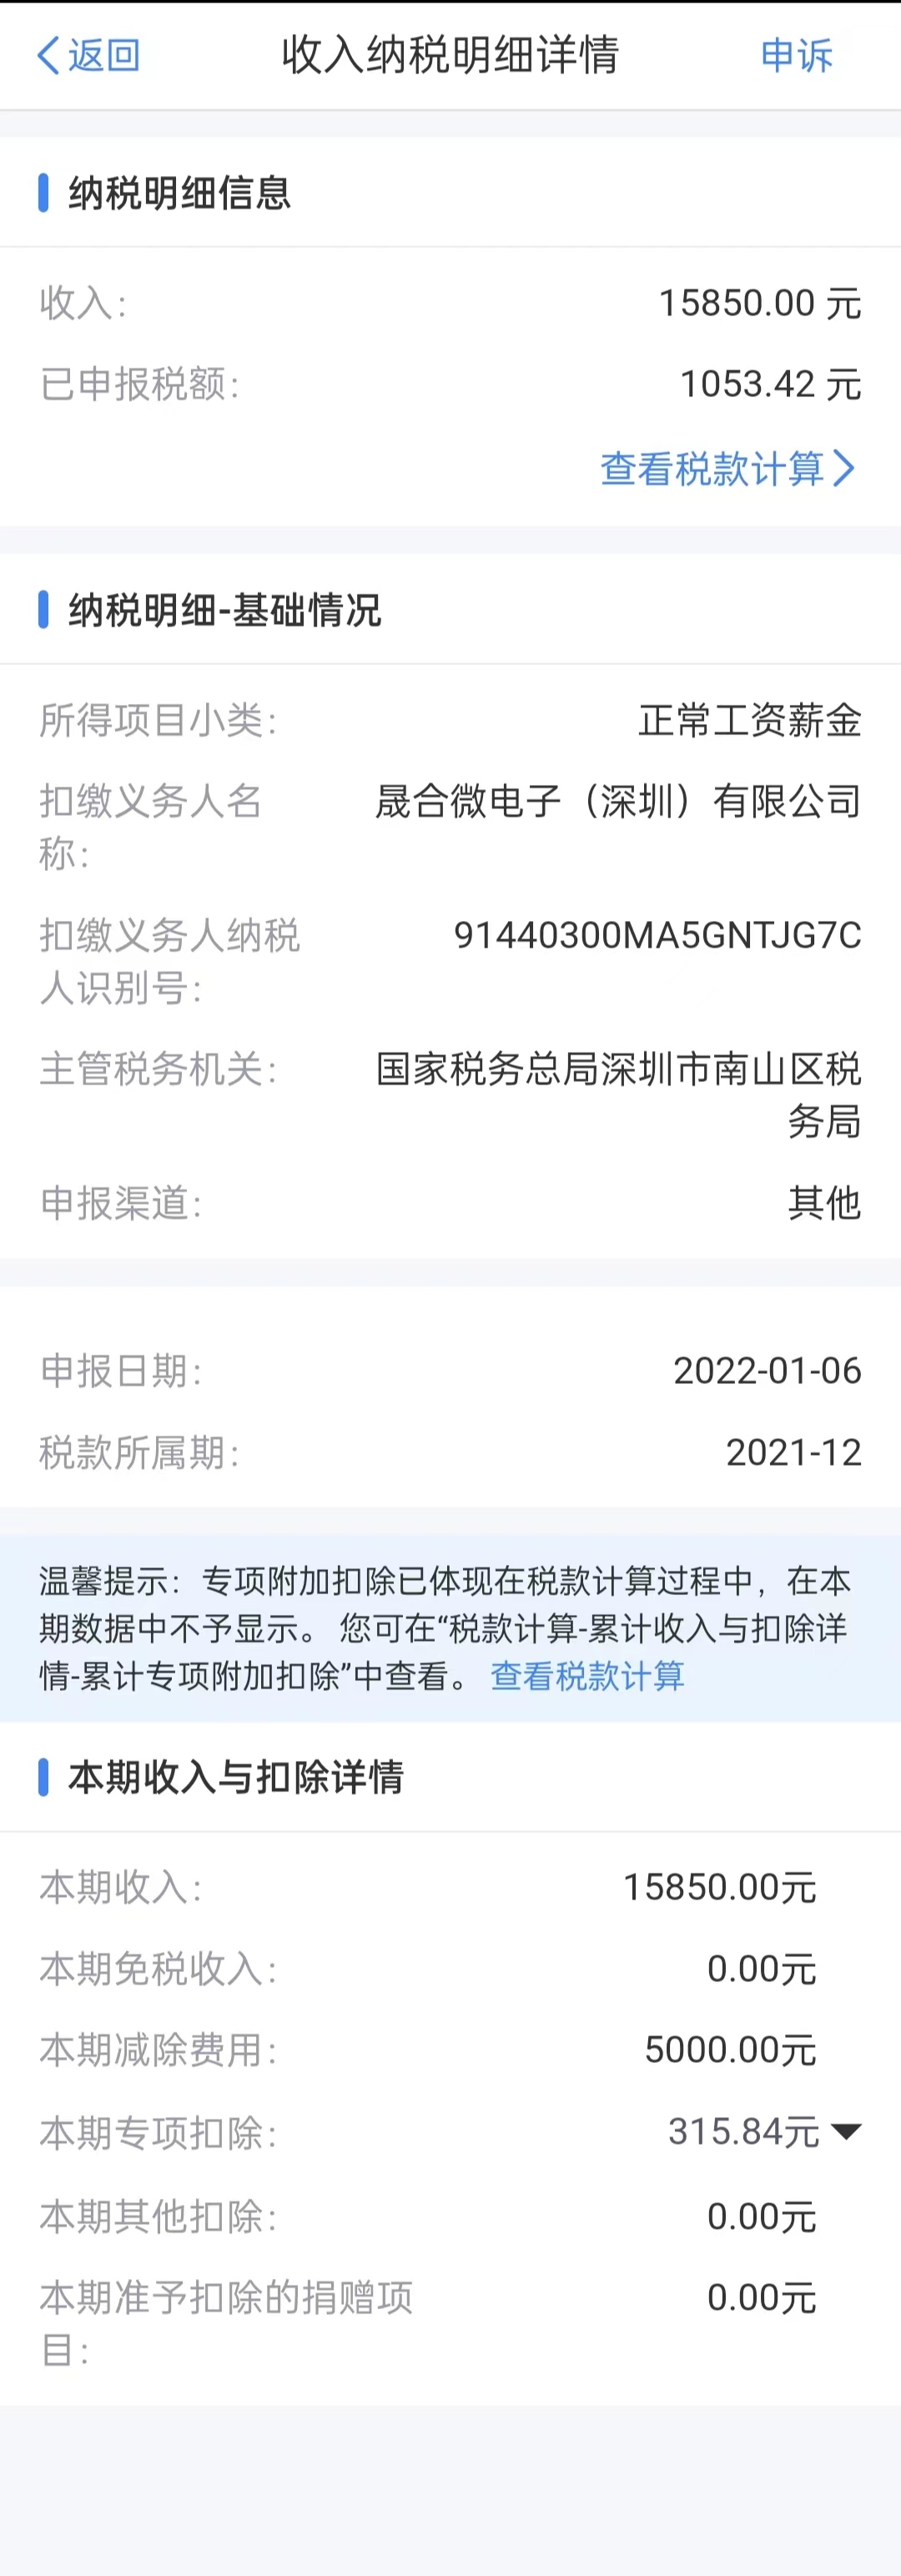 返回 收入纳税明细详情 申诉
纳税明细信息
收入： 15850.00 元
已申报税额： 1053.42 元
查看税款计算
纳税明细-基础情况
所得项目小类： 正常工资薪金
扣缴义务人名 晟合微电子（深圳）有限公司
称：
扣缴义务人纳税 91440300MA5GNTJG7C
人识别号：
主管税务机关： 国家税务总局深圳市南山区税
务局
申报渠道： 其他
申报日期： 2022-01-06
税款所属期： 2021-12
温馨提示：专项附加扣除已体现在税款计算过程中，在本
期数据中不予显示。 您可在“税款计算-累计收入与扣除详
情-累计专项附加扣除”中查看。 查看税款计算
本期收入与扣除详情
本期收入： 15850.00元
本期免税收入： 0.00元
本期减除费用： 5000.00元
本期专项扣除： 315.84元
本期其他扣除： 0.00元
本期准予扣除的捐赠项 0.00元
目：